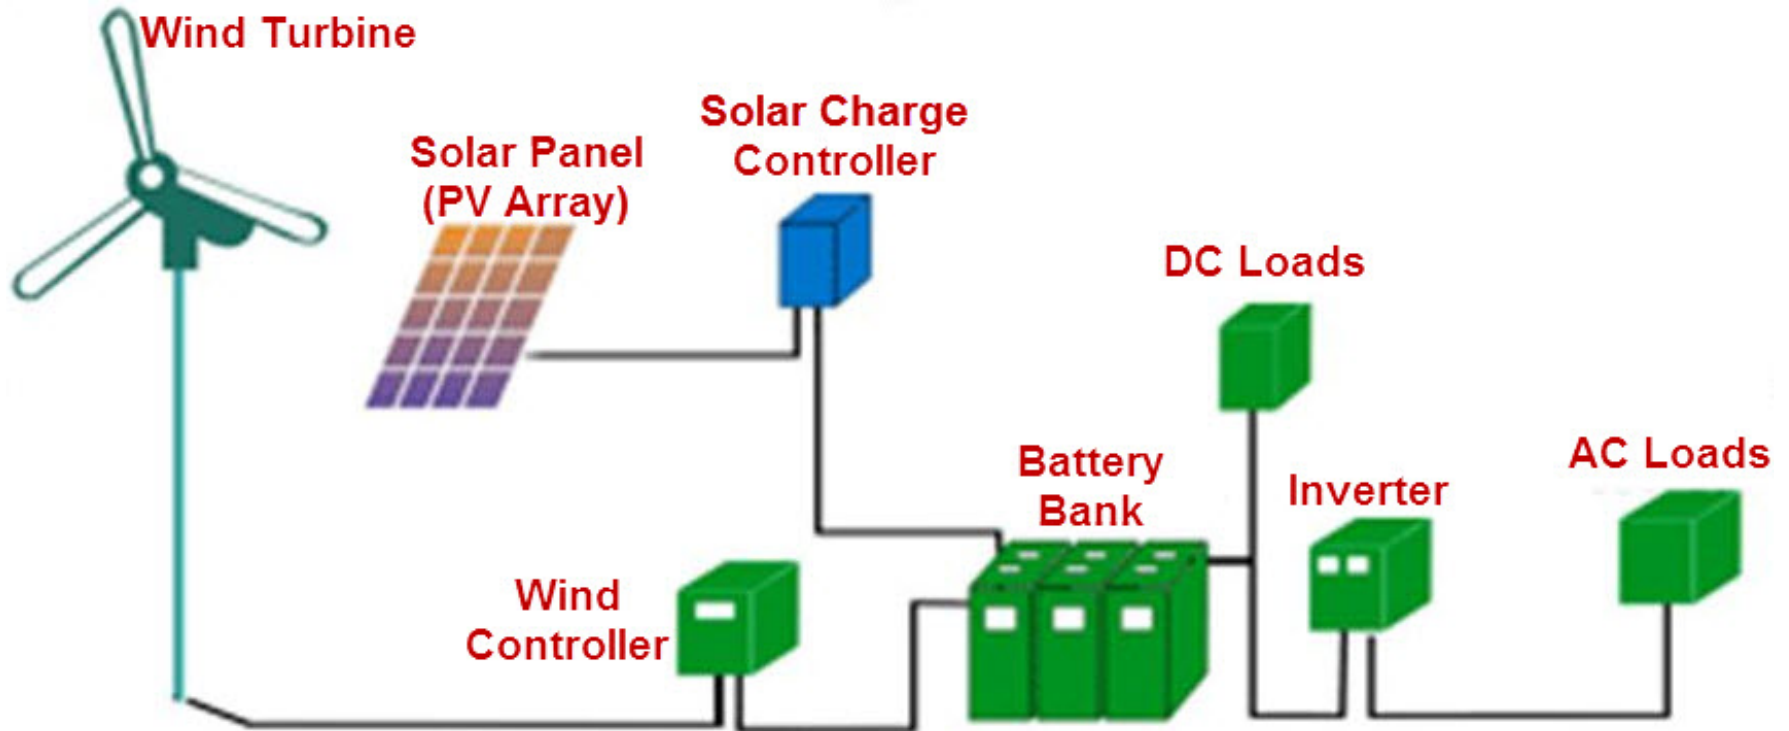 Wind Turbine
Solar Panel
(PV Array)
Solar Charge
Controller
DC Loads
Battery
Bank
Inverter
AC Loads
Wind
Controller